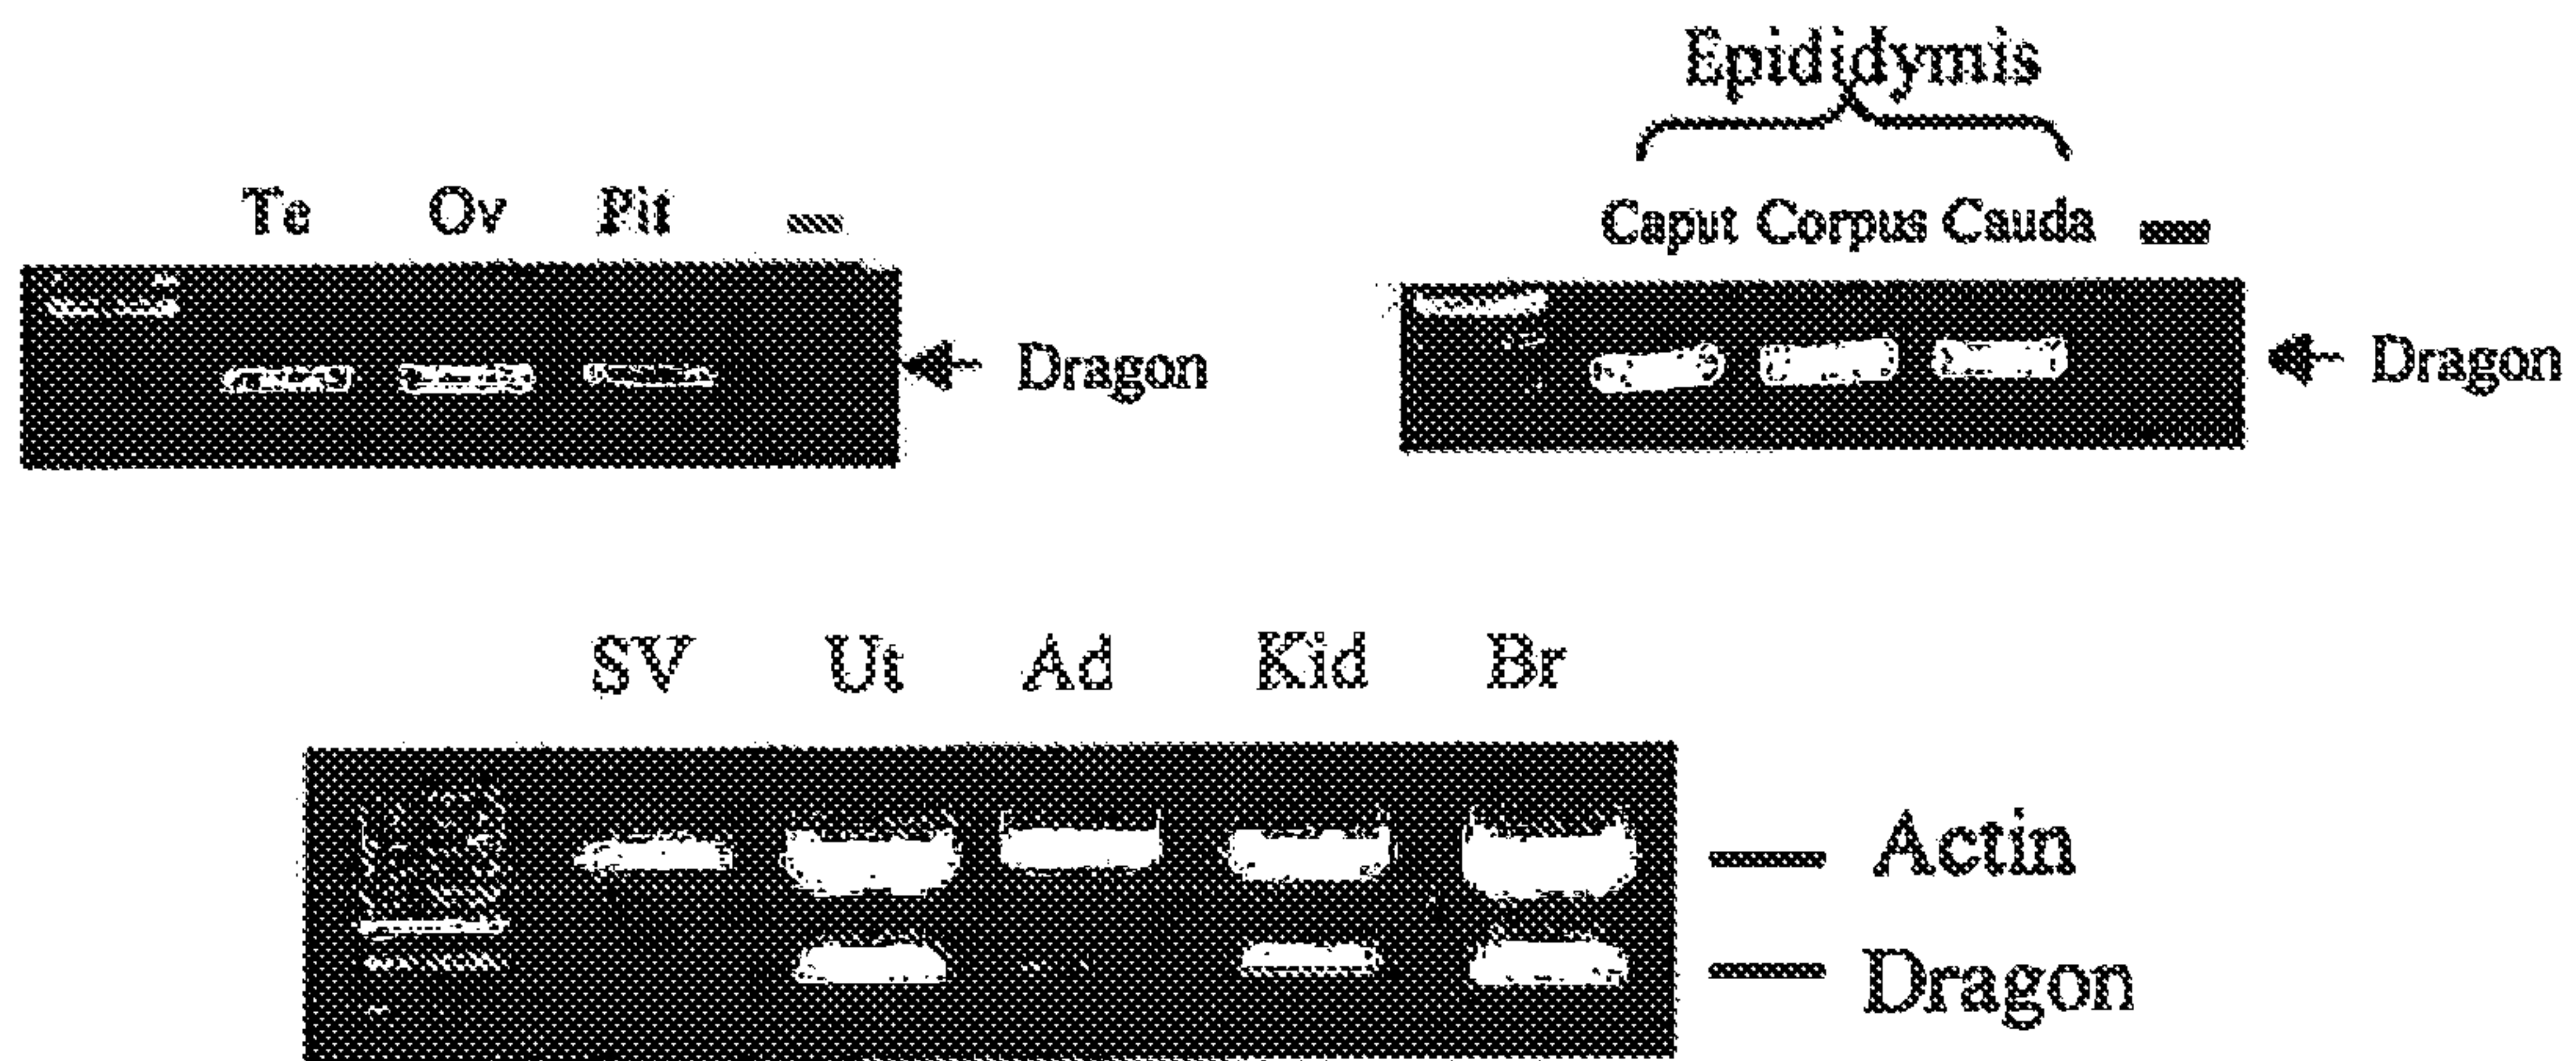 Epididymis
Te Ov Pit –
Caput Corpus Cauda –
Dragon
Dragon
SV Ut Ad Kid Br
Actin
Dragon